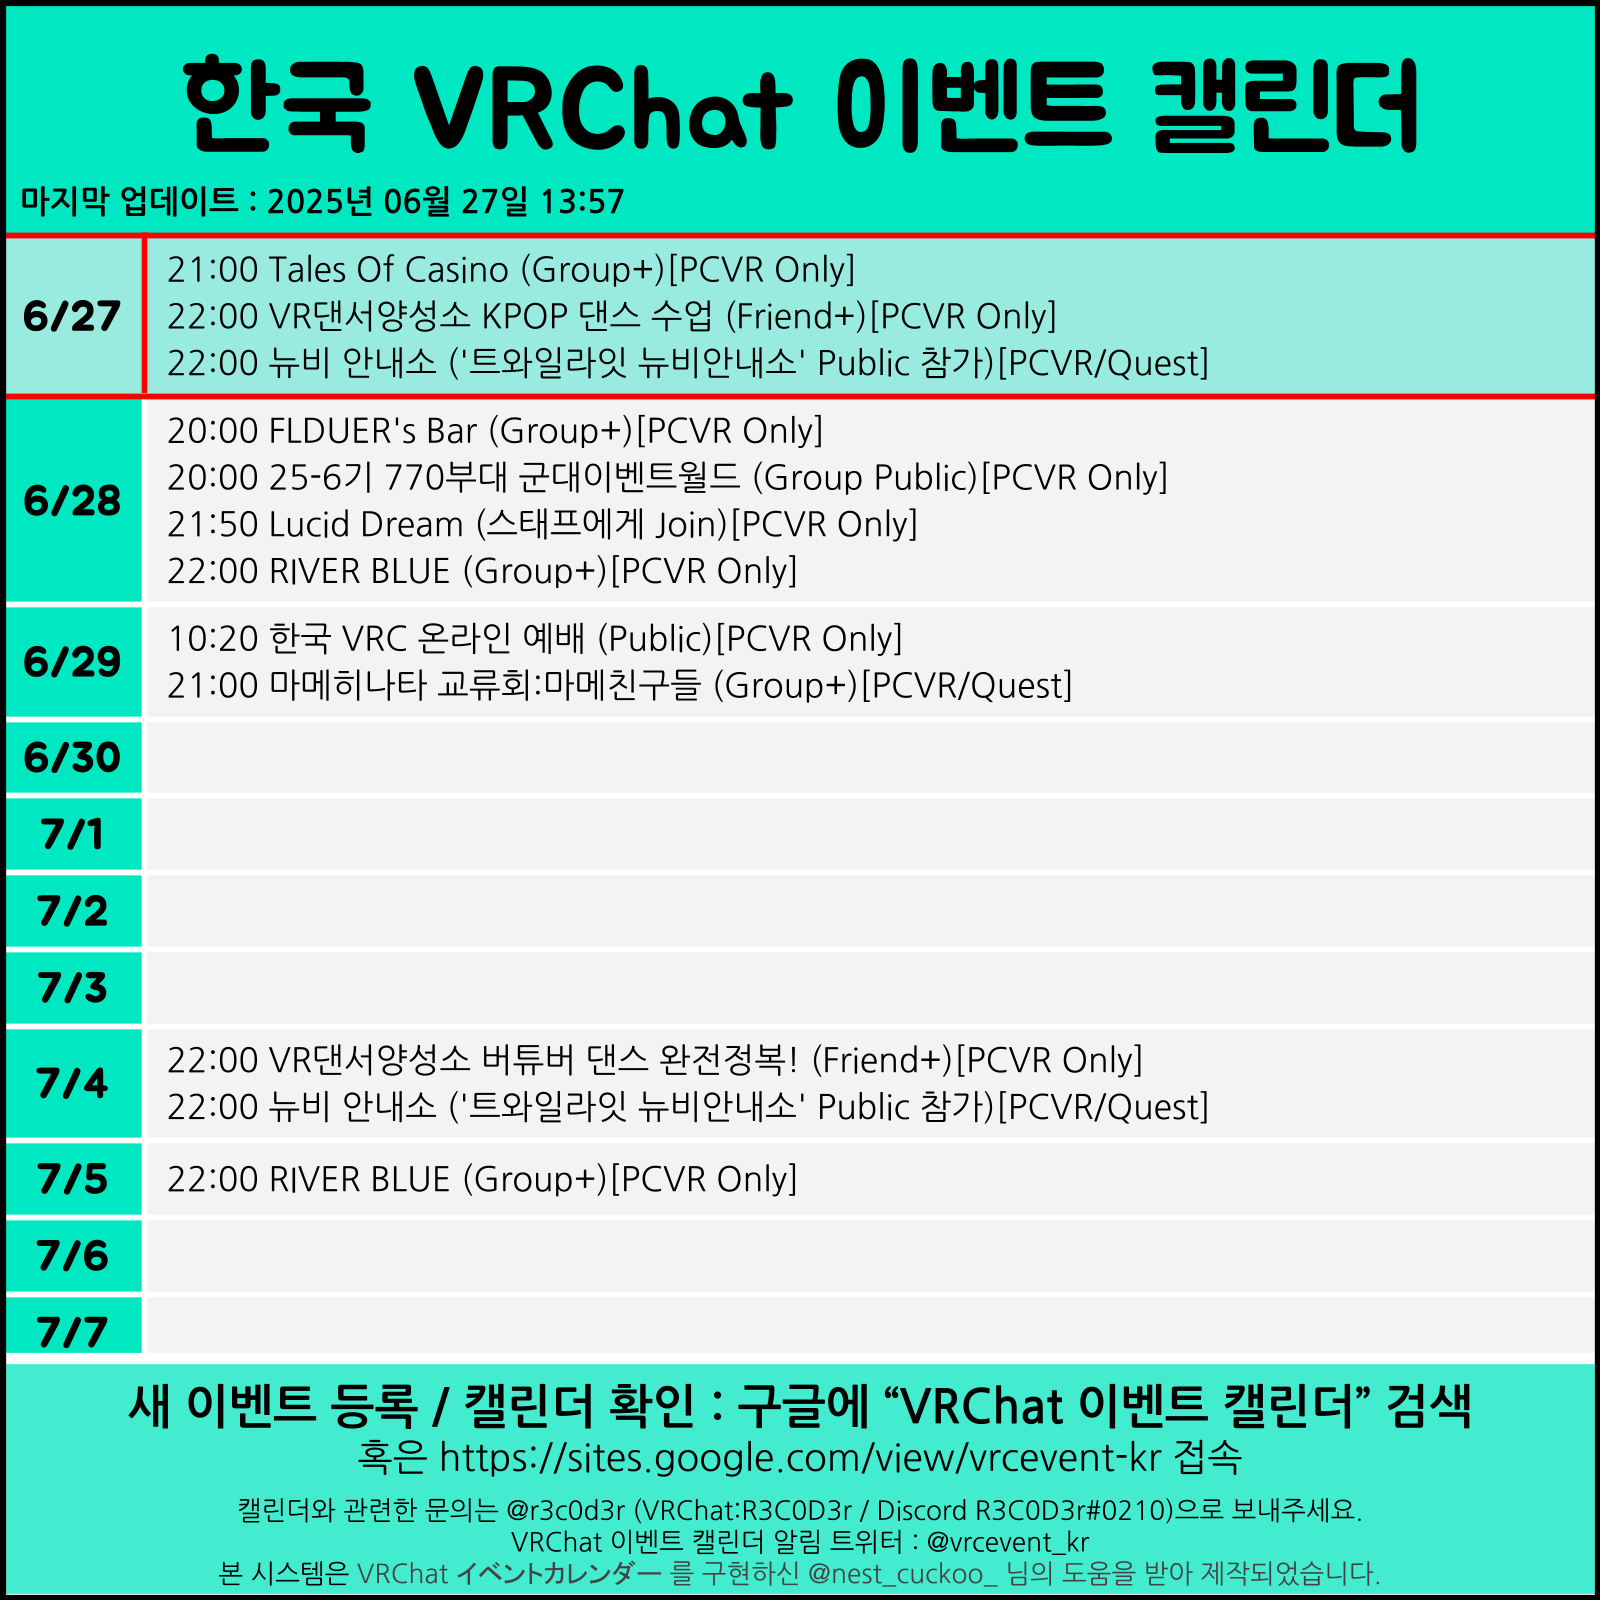 한국 VRChat 이벤트 캘린더
마지막 업데이트 : 2025년 06월 27일 13:57
6/27
21:00 Tales Of Casino (Group+)[PCVR Only]
22:00 VR댄서양성소 KPOP 댄스 수업 (Friend+)[PCVR Only]
22:00 뉴비 안내소 ('트와일라잇 뉴비안내소' Public 참가)[PCVR/Quest]
6/28
20:00 FLDUER's Bar (Group+)[PCVR Only]
20:00 25-6기 770부대 군대이벤트월드 (Group Public)[PCVR Only]
21:50 Lucid Dream (스태프에게 Join)[PCVR Only]
22:00 RIVER BLUE (Group+)[PCVR Only]
6/29
10:20 한국 VRC 온라인 예배 (Public)[PCVR Only]
21:00 마메히나타 교류회:마메친구들 (Group+)[PCVR/Quest]
6/30
7/1
7/2
7/3
7/4
22:00 VR댄서양성소 버튜버 댄스 완전정복! (Friend+)[PCVR Only]
22:00 뉴비 안내소 ('트와일라잇 뉴비안내소' Public 참가)[PCVR/Quest]
7/5
22:00 RIVER BLUE (Group+)[PCVR Only]
7/6
7/7
새 이벤트 등록 / 캘린더 확인 : 구글에 “VRChat 이벤트 캘린더” 검색
혹은 https://sites.google.com/view/vrcevent-kr 접속
캘린더와 관련한 문의는 @r3c0d3r (VRChat:R3C0D3r / Discord R3C0D3r#0210)으로 보내주세요.
VRChat 이벤트 캘린더 알림 트위터 : @vrcevent_kr
본 시스템은 VRChat イベントカレンダー 를 구현하신 @nest_cuckoo_ 님의 도움을 받아 제작되었습니다.